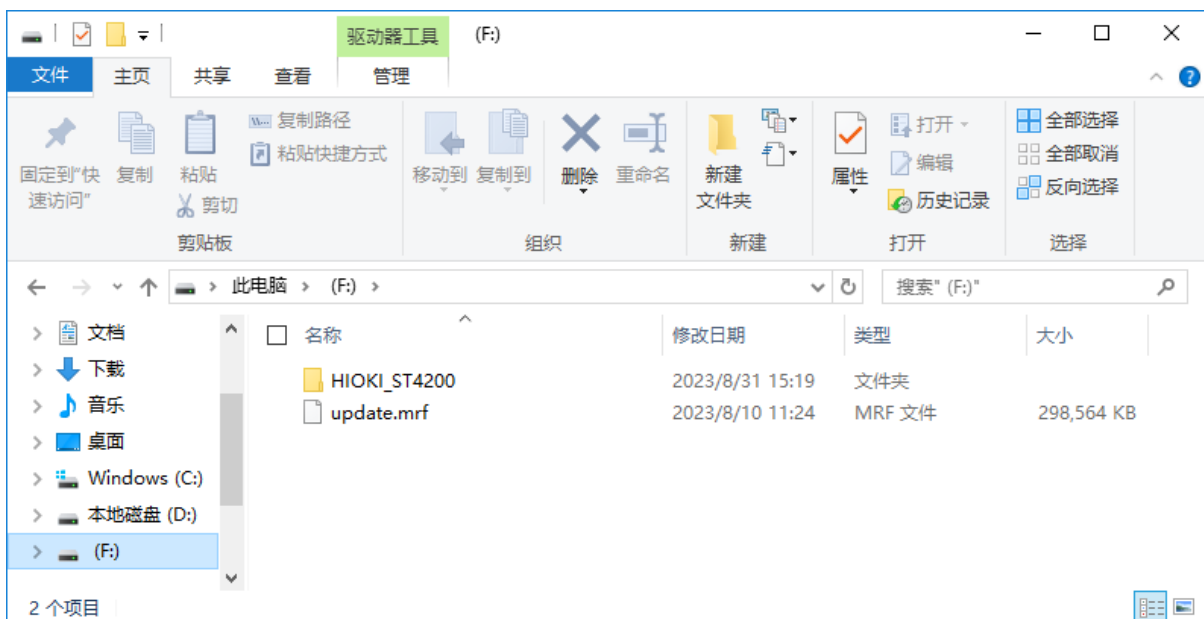 驱动器工具 (F:)
文件 主页 共享 查看 管理
固定到"快速访问"
复制
粘贴
复制路径
粘贴快捷方式
剪切
移动到 复制到 删除 重命名
新建
文件夹
属性
打开
编辑
历史记录
全部选择
全部取消
反向选择
剪贴板 组织 新建 打开 选择
此电脑 (F:) 搜索" (F:)"
文档
下载
音乐
桌面
Windows (C:)
本地磁盘 (D:)
(F:)
名称 修改日期 类型 大小
HIOKI_ST4200 2023/8/31 15:19 文件夹
update.mrf 2023/8/10 11:24 MRF 文件 298,564 KB
2 个项目